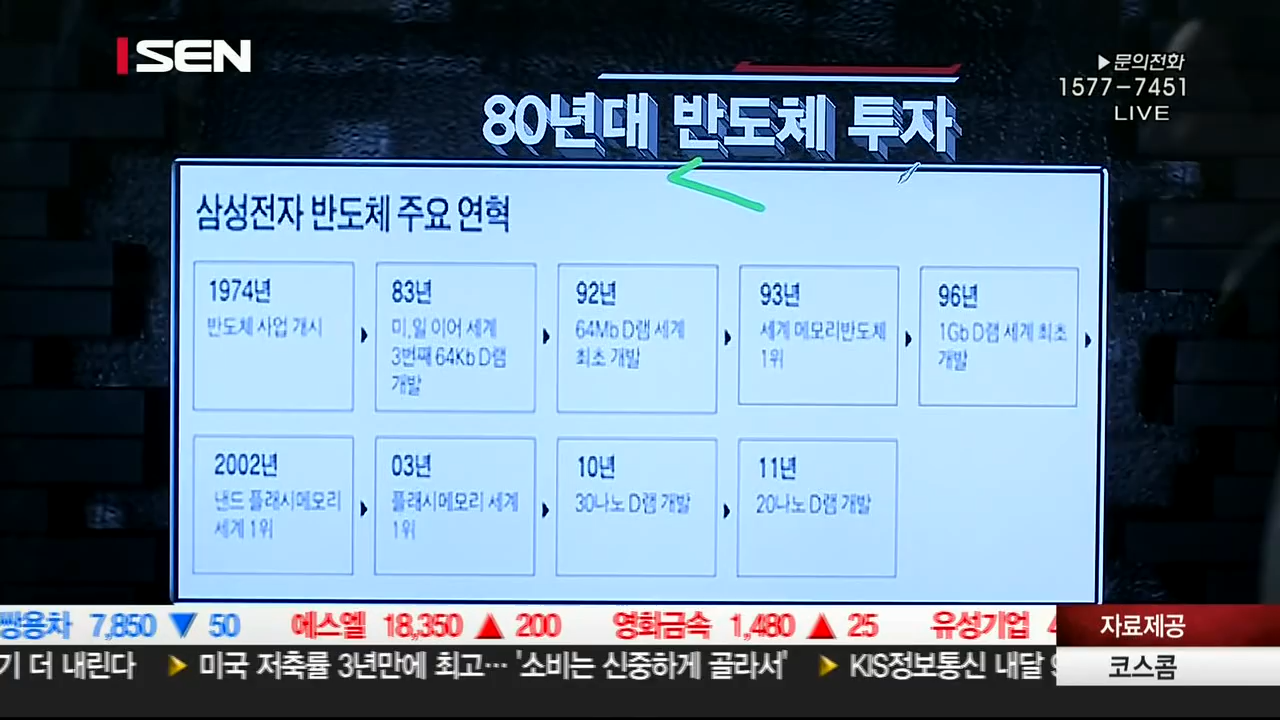 SEN
▶문의전화
1577-7451
LIVE
80년대 반도체 투자
삼성전자 반도체 주요 연혁
1974년
반도체 사업 개시
83년
미,일 이어 세계
3번째 64Kb D램
개발
92년
64Mb D램 세계
최초 개발
93년
세계 메모리반도체
1위
96년
1Gb D램 세계 최초
개발
2002년
낸드 플래시메모리
세계 1위
03년
플래시메모리 세계
1위
10년
30나노 D램 개발
11년
20나노 D램 개발
쌍용차 7,850 ▼ 50 에스엘 18,350 ▲ 200 영화금속 1,480 ▲ 25 유성기업
자료제공
기 더 내린다 ▶ 미국 저축률 3년만에 최고… '소비는 신중하게 골라서' ▶ KIS정보통신 내달
코스콤